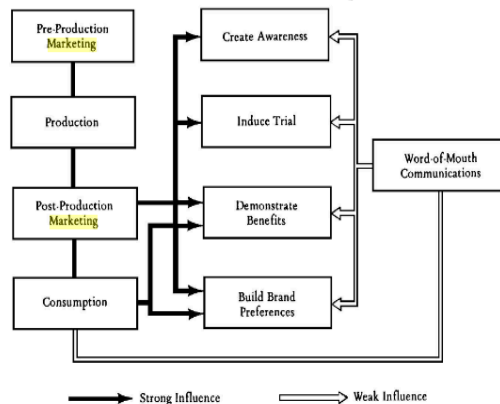 Pre-Production
Marketing
Create Awareness
Production
Induce Trial
Word-of-Mouth
Communications
Post-Production
Marketing
Demonstrate
Benefits
Consumption
Build Brand
Preferences
Strong Influence
Weak Influence